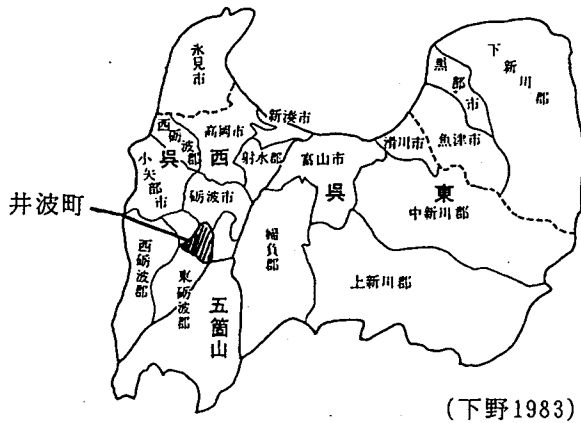 氷見市
下新川郡
黒部市
新湊市
高岡市
西砺波郡
魚津市
滑川市
射水郡
富山市
呉西
小矢部市
砺波市
呉東
中新川郡
井波町
婦負郡
西砺波郡
東砺波郡
上新川郡
五箇山
(下野1983)